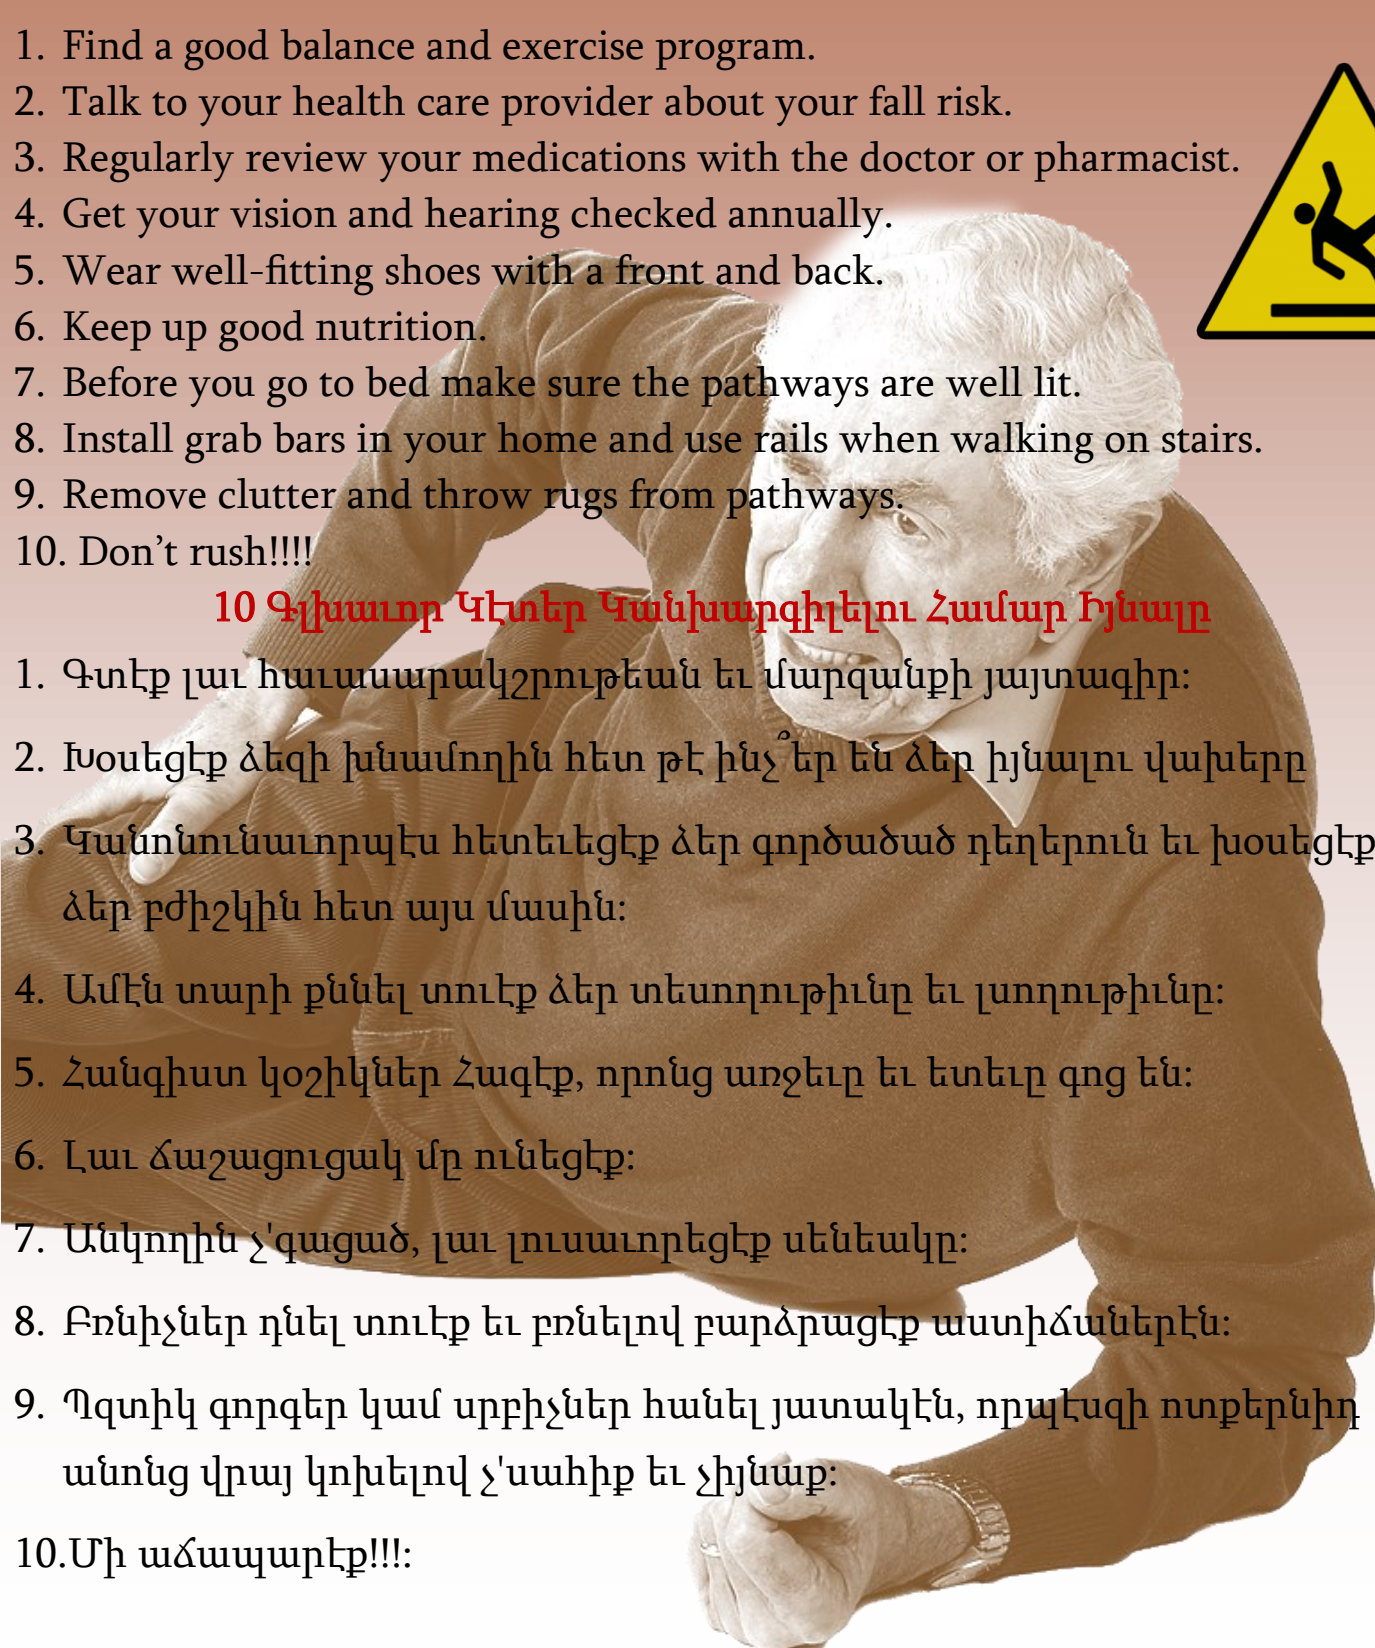 1. Find a good balance and exercise program.
2. Talk to your health care provider about your fall risk.
3. Regularly review your medications with the doctor or pharmacist.
4. Get your vision and hearing checked annually.
5. Wear well-fitting shoes with a front and back.
6. Keep up good nutrition.
7. Before you go to bed make sure the pathways are well lit.
8. Install grab bars in your home and use rails when walking on stairs.
9. Remove clutter and throw rugs from pathways.
10. Don’t rush!!!!
10 Գլխաւոր Կէտեր Կանխարգիլելու Համար Իյնալը
1. Գտէք լաւ հաւասարակշրութեան եւ մարզանքի յայտագիր:
2. Խօսեցէք ձեզի խնամողին հետ թէ ինչ՞եր են ձեր իյնալու վախերը
3. Կանոնունաւորպէս հետեւեցէք ձեր գործածած դեղերուն եւ խօսեցէք
ձեր բժիշկին հետ այս մասին:
4. Ամէն տարի քննել տուէք ձեր տեսողութիւնը եւ լսողութիւնը:
5. Հանգիստ կօշիկներ Հագէք, որոնց առջեւը եւ ետեւը գոց են:
6. Լաւ ճաշացուցակ մը ունեցէք:
7. Անկողին չ'գացած, լաւ լուսաւորեցէք սենեակը:
8. Բռնիչներ դնել տուէք եւ բռնելով բարձրացէք աստիճաներէն:
9. Պզտիկ գորգեր կամ սրբիչներ հանել յատակէն, որպէսզի ոտքերնիդ
անոնց վրայ կոխելով չ'սահիք եւ չիյնաք:
10.Մի աճապարէք!!!: